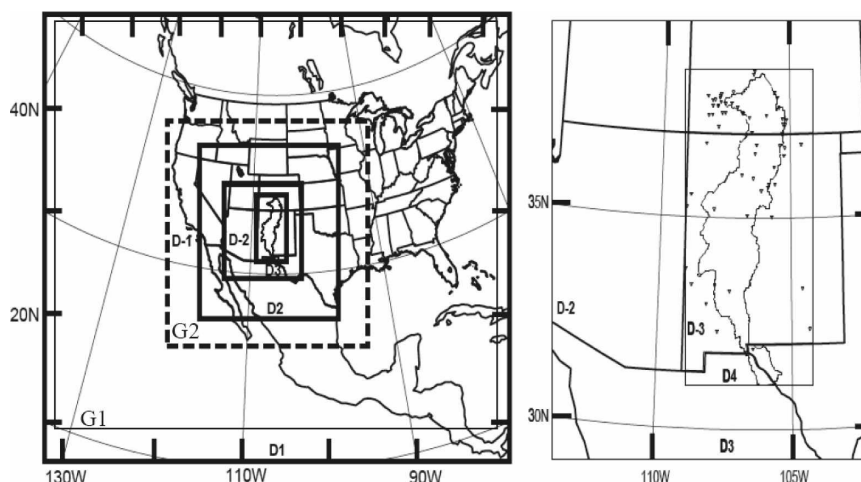 40N
20N
130W
110W
90W
D-1
D-2
D3
D2
G2
G1
D1
35N
30N
D-2
D-3
D4
D3
110W
105W